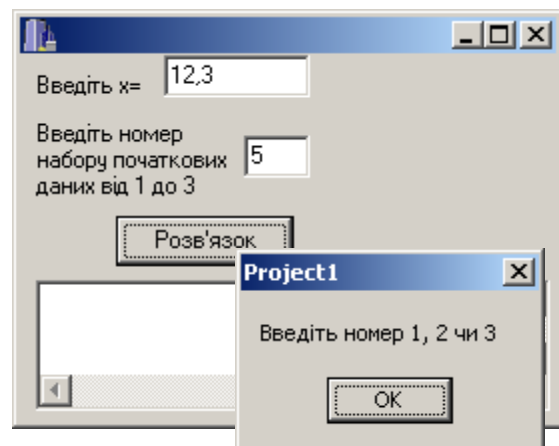 Введіть x=
12,3
Введіть номер
набору початкових
даних від 1 до 3
5
Розв'язок
Project1
Введіть номер 1, 2 чи 3
OK